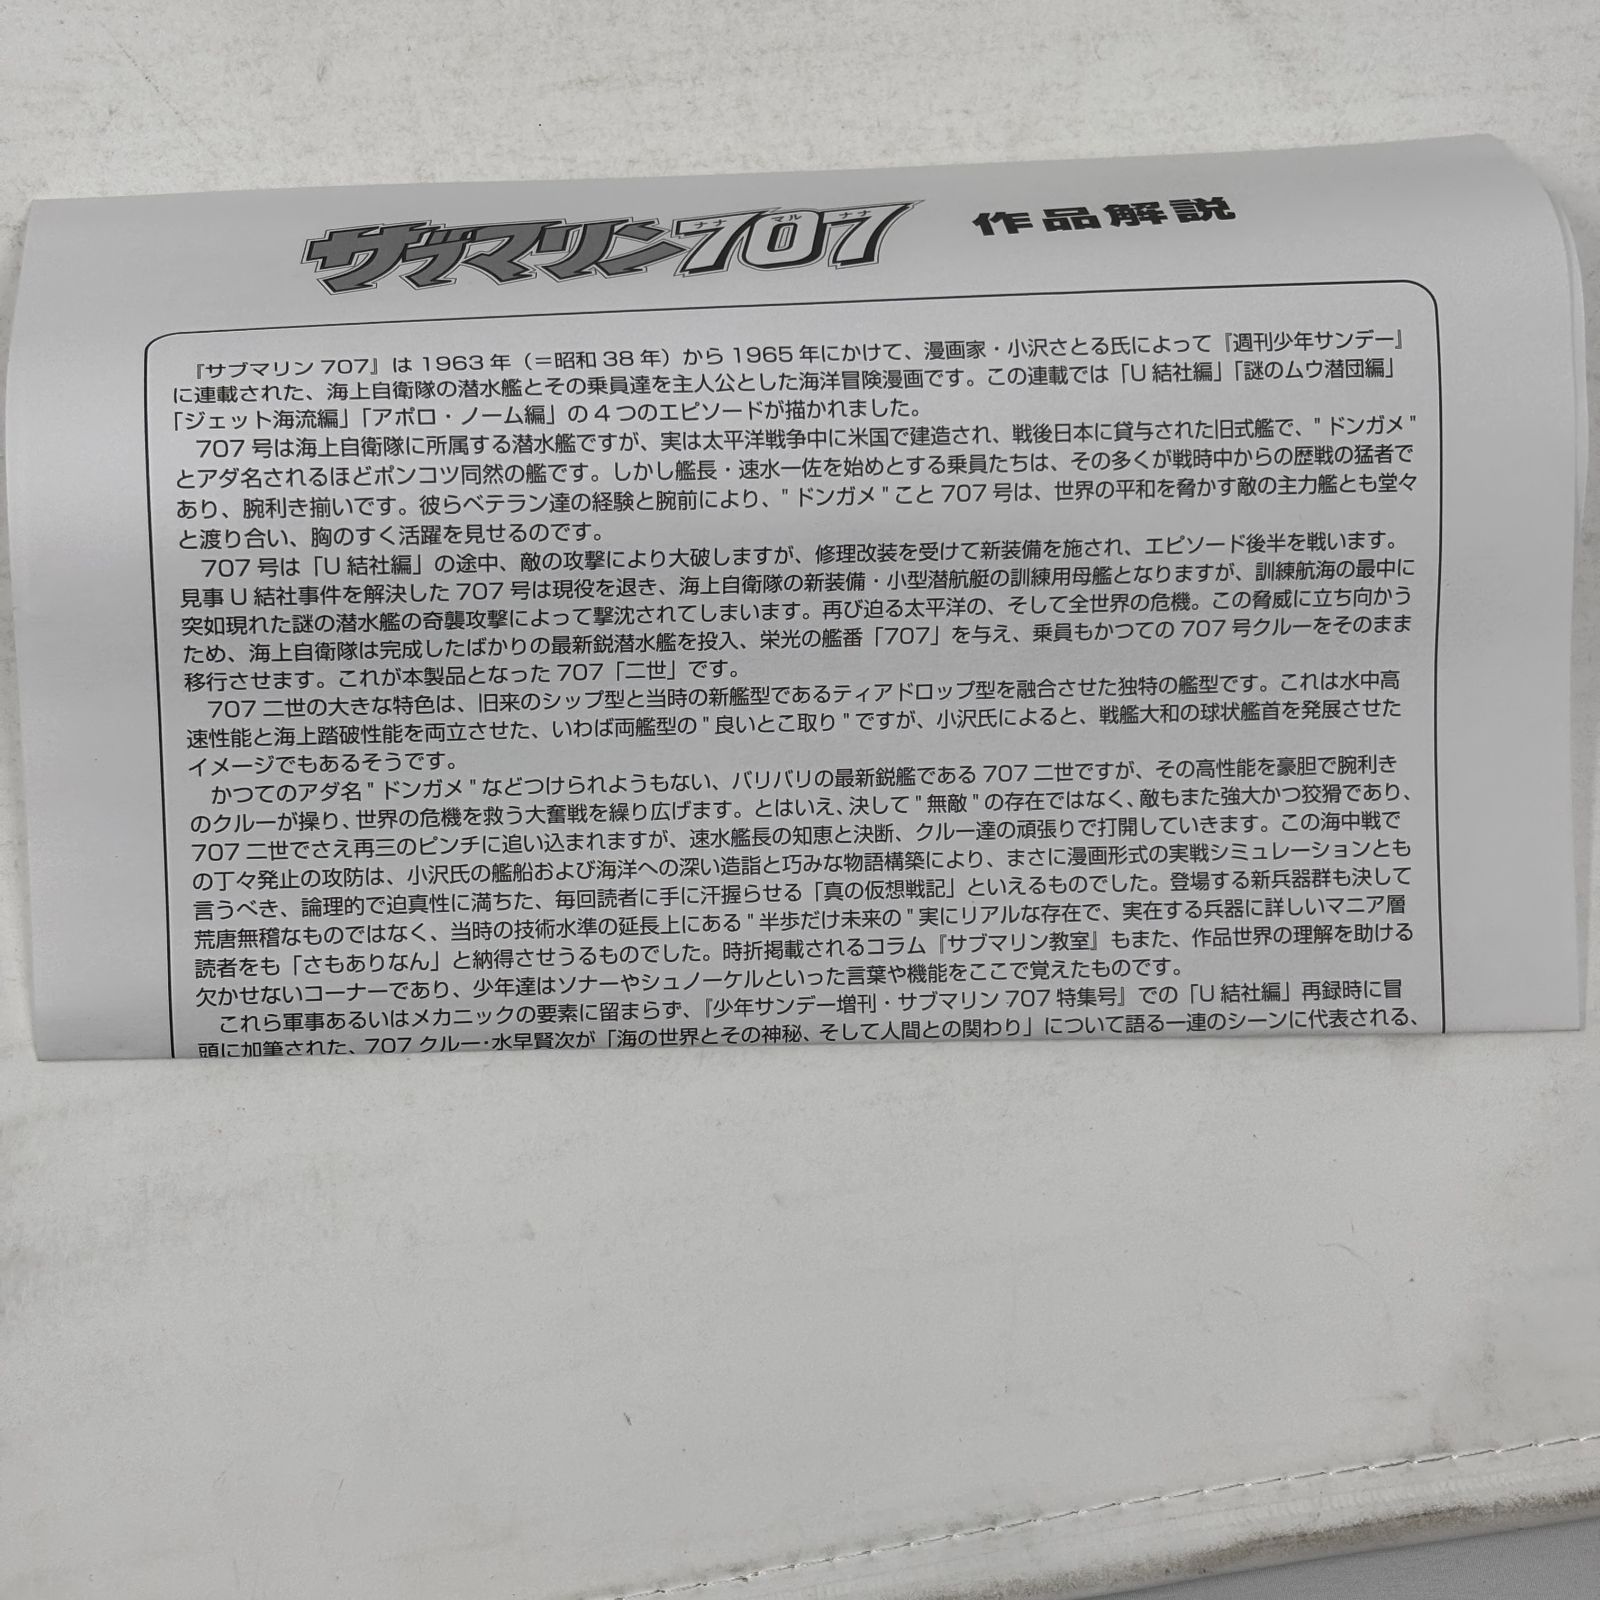 サブマリン707 作品解説
ナナ マル ナナ
『サブマリン 707』は 1963 年（＝昭和 38 年）から 1965 年にかけて、漫画家・小沢さとる氏によって『週刊少年サンデー』
に連載された、海上自衛隊の潜水艦とその乗員達を主人公とした海洋冒険漫画です。この連載では「U 結社編」「謎のムウ潜団編」
「ジェット海流編」「アポロ・ノーム編」の 4 つのエピソードが描かれました。
707 号は海上自衛隊に所属する潜水艦ですが、実は太平洋戦争中に米国で建造され、戦後日本に貸与された旧式艦で、" ドンガメ "
とアダ名されるほどポンコツ同然の艦です。しかし艦長・速水一佐を始めとする乗員たちは、その多くが戦時中からの歴戦の猛者で
あり、腕利き揃いです。彼らベテラン達の経験と腕前により、" ドンガメ " こと 707 号は、世界の平和を脅かす敵の主力艦とも堂々
と渡り合い、胸のすく活躍を見せるのです。
707 号は「U 結社編」の途中、敵の攻撃により大破しますが、修理改装を受けて新装備を施され、エピソード後半を戦います。
見事 U 結社事件を解決した 707 号は現役を退き、海上自衛隊の新装備・小型潜航艇の訓練用母艦となりますが、訓練航海の最中に
突如現れた謎の潜水艦の奇襲攻撃によって撃沈されてしまいます。再び迫る太平洋の、そして全世界の危機。この脅威に立ち向かう
ため、海上自衛隊は完成したばかりの最新鋭潜水艦を投入、栄光の艦番「707」を与え、乗員もかつての 707 号クルーをそのまま
移行させます。これが本製品となった 707「二世」です。
707 二世の大きな特色は、旧来のシップ型と当時の新艦型であるティアドロップ型を融合させた独特の艦型です。これは水中高
速性能と海上踏破性能を両立させた、いわば両艦型の " 良いとこ取り " ですが、小沢氏によると、戦艦大和の球状艦首を発展させた
イメージでもあるそうです。
かつてのアダ名 " ドンガメ " などつけられようもない、バリバリの最新鋭艦である 707 二世ですが、その高性能を豪胆で腕利き
のクルーが操り、世界の危機を救う大奮戦を繰り広げます。とはいえ、決して " 無敵 " の存在ではなく、敵もまた強大かつ狡猾であり、
707 二世でさえ再三のピンチに追い込まれますが、速水艦長の知恵と決断、クルー達の頑張りで打開していきます。この海中戦で
の丁々発止の攻防は、小沢氏の艦船および海洋への深い造詣と巧みな物語構築により、まさに漫画形式の実戦シミュレーションとも
言うべき、論理的で迫真性に満ちた、毎回読者に手に汗握らせる「真の仮想戦記」といえるものでした。登場する新兵器群も決して
荒唐無稽なものではなく、当時の技術水準の延長上にある " 半歩だけ未来の " 実にリアルな存在で、実在する兵器に詳しいマニア層
読者をも「さもありなん」と納得させうるものでした。時折掲載されるコラム『サブマリン教室』もまた、作品世界の理解を助ける
欠かせないコーナーであり、少年達はソナーやシュノーケルといった言葉や機能をここで覚えたものです。
これら軍事あるいはメカニックの要素に留まらず、『少年サンデー増刊・サブマリン 707 特集号』での「U 結社編」再録時に冒
頭に加筆された、707 クルー・水早賢次が「海の世界とその神秘、そして人間との関わり」について語る一連のシーンに代表される、